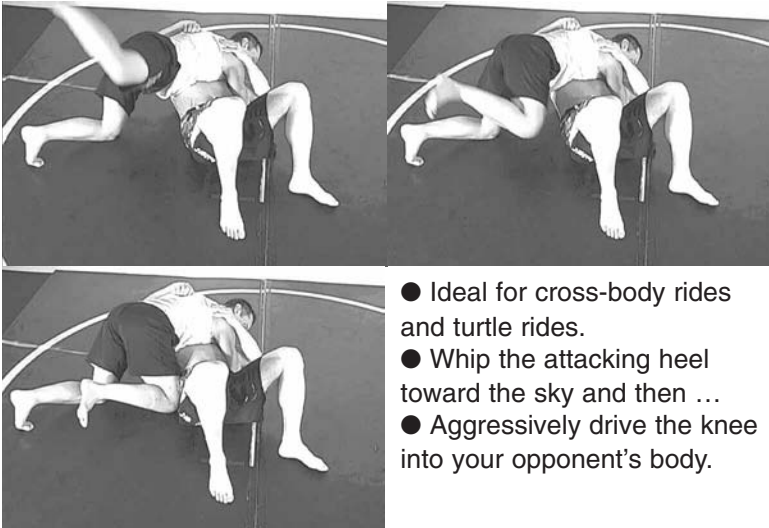 ● Ideal for cross-body rides
and turtle rides.
● Whip the attacking heel
toward the sky and then …
● Aggressively drive the knee
into your opponent’s body.